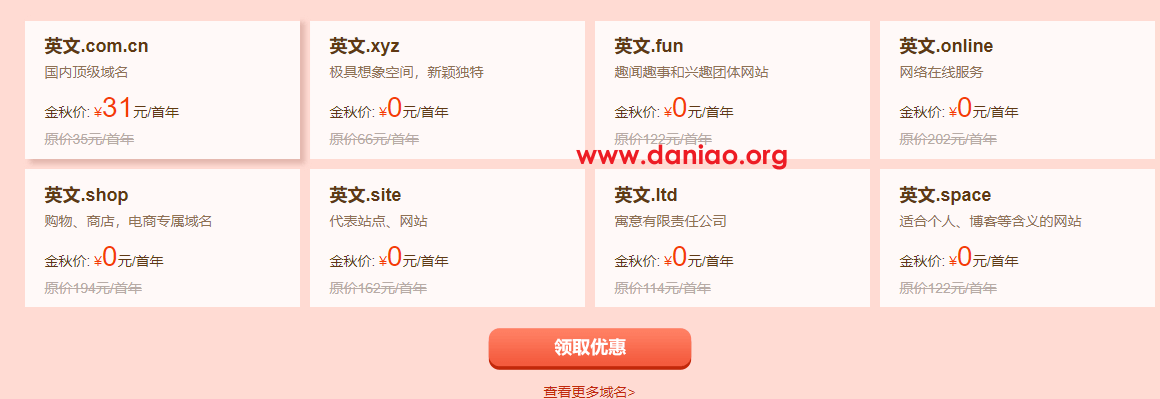 英文.com.cn
国内顶级域名
金秋价: ¥31元/首年
原价35元/首年
英文.xyz
极具想象空间，新颖独特
金秋价: ¥0元/首年
原价66元/首年
英文.fun
趣闻趣事和兴趣团体网站
金秋价: ¥0元/首年
原价122元/首年
英文.online
网络在线服务
金秋价: ¥0元/首年
原价202元/首年
www.daniao.org
英文.shop
购物、商店，电商专属域名
金秋价: ¥0元/首年
原价194元/首年
英文.site
代表站点、网站
金秋价: ¥0元/首年
原价162元/首年
英文.ltd
寓意有限责任公司
金秋价: ¥0元/首年
原价114元/首年
英文.space
适合个人、博客等含义的网站
金秋价: ¥0元/首年
原价122元/首年
领取优惠
查看更多域名>